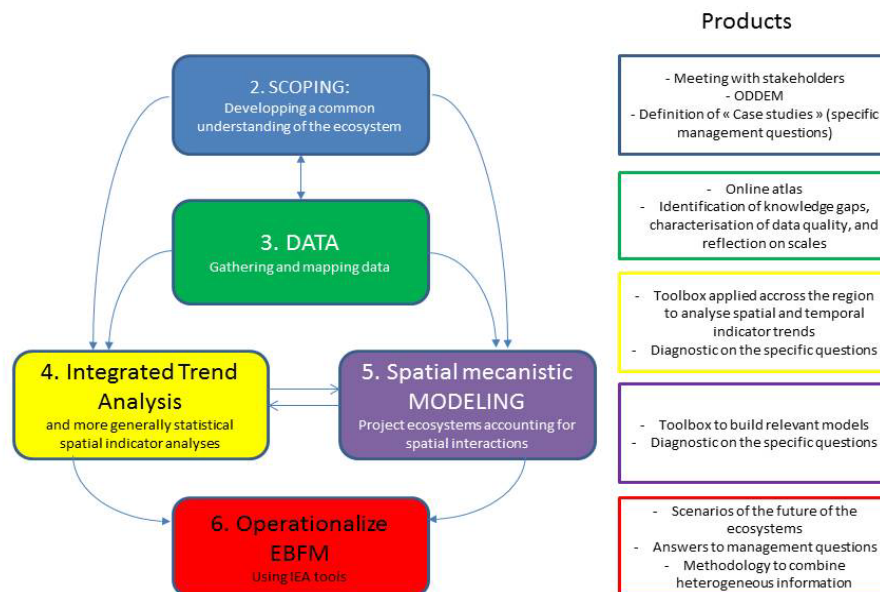 Products
2. SCOPING:
Developping a common
understanding of the ecosystem
- Meeting with stakeholders
- ODDEM
- Definition of « Case studies » (specific
management questions)
3. DATA
Gathering and mapping data
- Online atlas
- Identification of knowledge gaps,
characterisation of data quality, and
reflection on scales
4. Integrated Trend
Analysis
and more generally statistical
spatial indicator analyses
5. Spatial mecanistic
MODELING
Project ecosystems accounting for
spatial interactions
- Toolbox applied accross the region
to analyse spatial and temporal
indicator trends
- Diagnostic on the specific questions
- Toolbox to build relevant models
- Diagnostic on the specific questions
6. Operationalize
EBFM
Using IEA tools
- Scenarios of the future of the
ecosystems
- Answers to management questions
- Methodology to combine
heterogeneous information